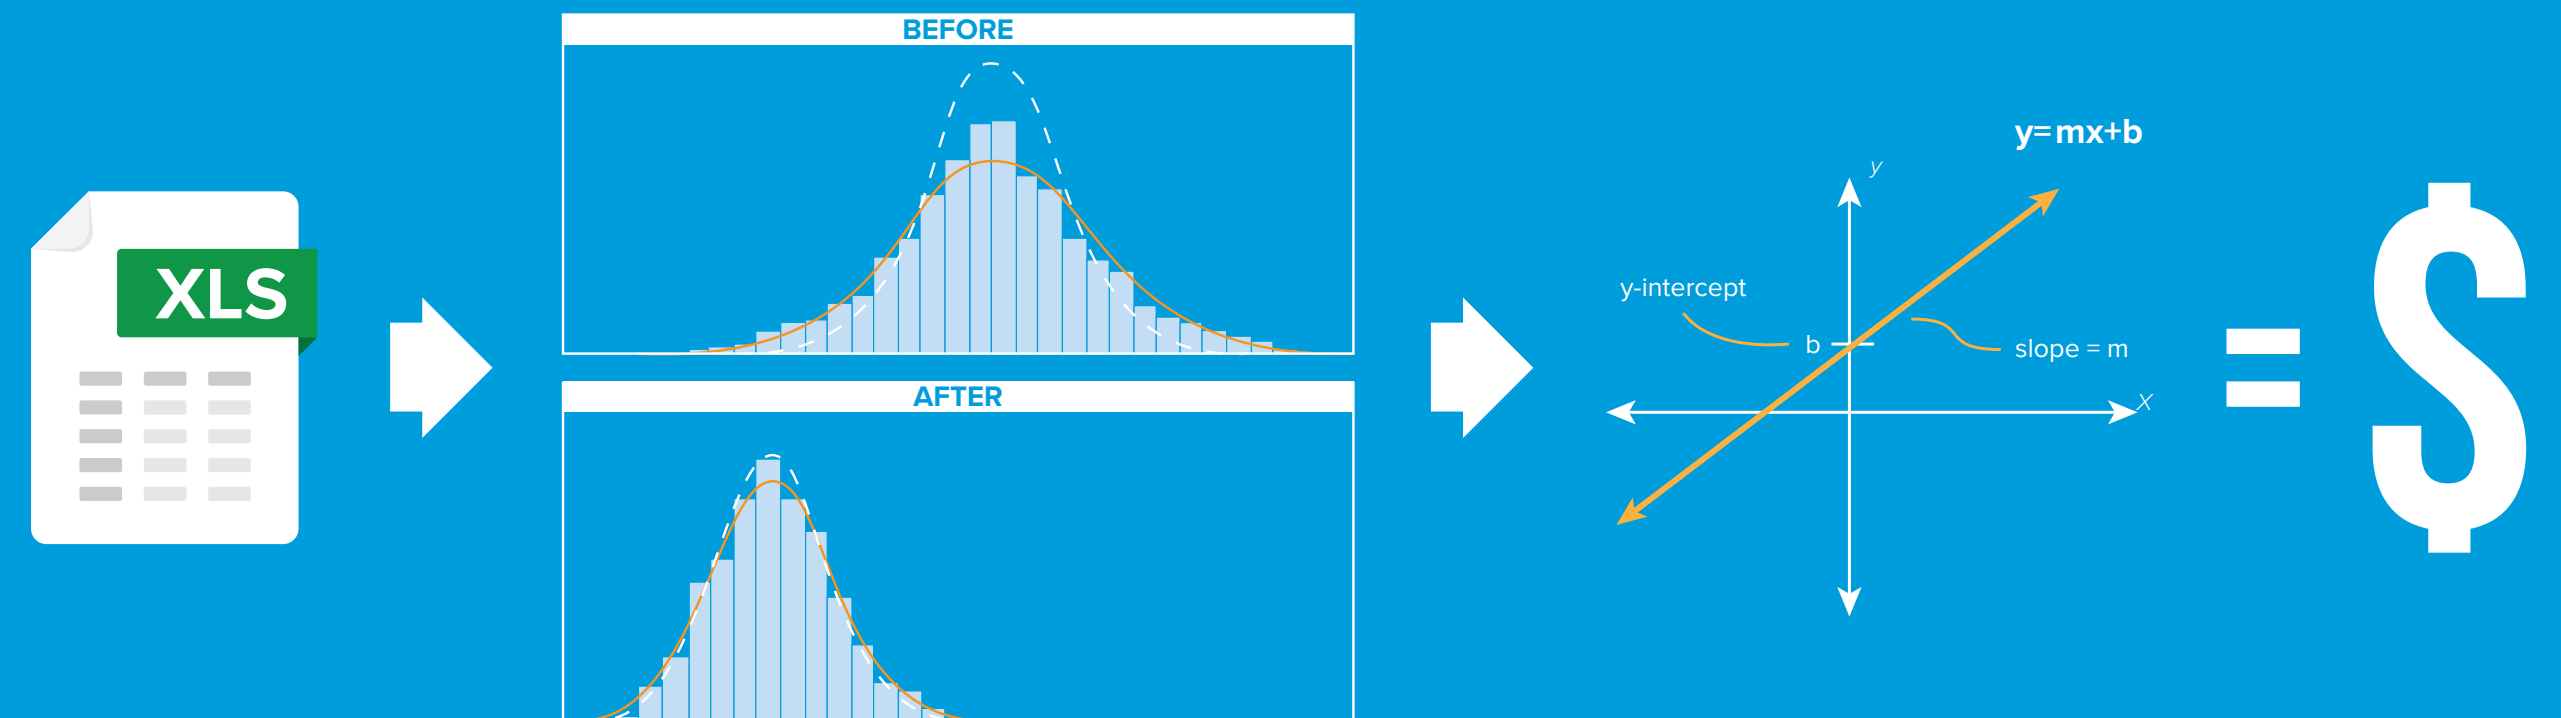 XLS
BEFORE
AFTER
y=mx+b
y
y-intercept
b
slope = m
x
=
$